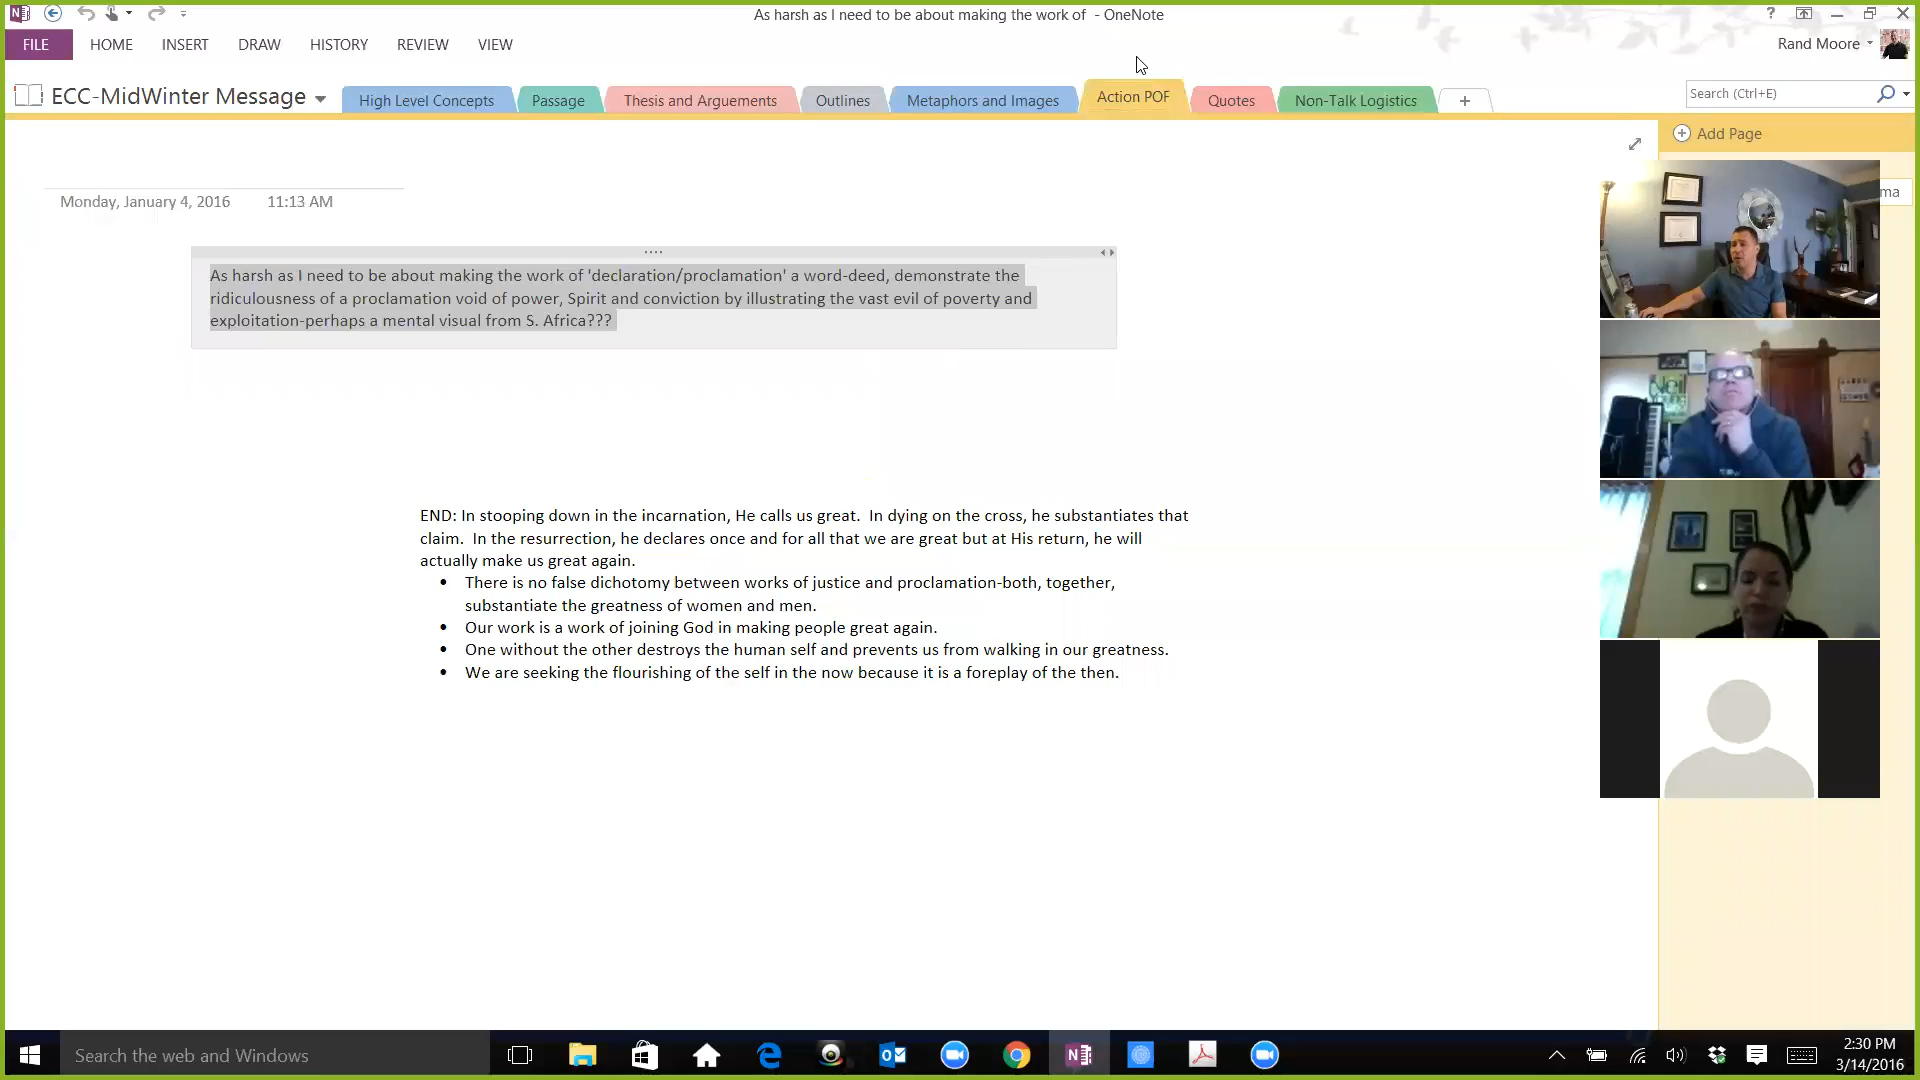 As harsh as I need to be about making the work of - OneNote
FILE HOME INSERT DRAW HISTORY REVIEW VIEW
Rand Moore
ECC-MidWinter Message
High Level Concepts
Passage
Thesis and Arguements
Outlines
Metaphors and Images
Action POF
Quotes
Non-Talk Logistics
Search (Ctrl+E)
Add Page
ma
Monday, January 4, 2016 11:13 AM
As harsh as I need to be about making the work of 'declaration/proclamation' a word-deed, demonstrate the
ridiculousness of a proclamation void of power, Spirit and conviction by illustrating the vast evil of poverty and
exploitation-perhaps a mental visual from S. Africa???
END: In stooping down in the incarnation, He calls us great.  In dying on the cross, he substantiates that
claim.  In the resurrection, he declares once and for all that we are great but at His return, he will
actually make us great again.
• There is no false dichotomy between works of justice and proclamation-both, together,
substantiate the greatness of women and men.
• Our work is a work of joining God in making people great again.
• One without the other destroys the human self and prevents us from walking in our greatness.
• We are seeking the flourishing of the self in the now because it is a foreplay of the then.
Search the web and Windows
2:30 PM
3/14/2016